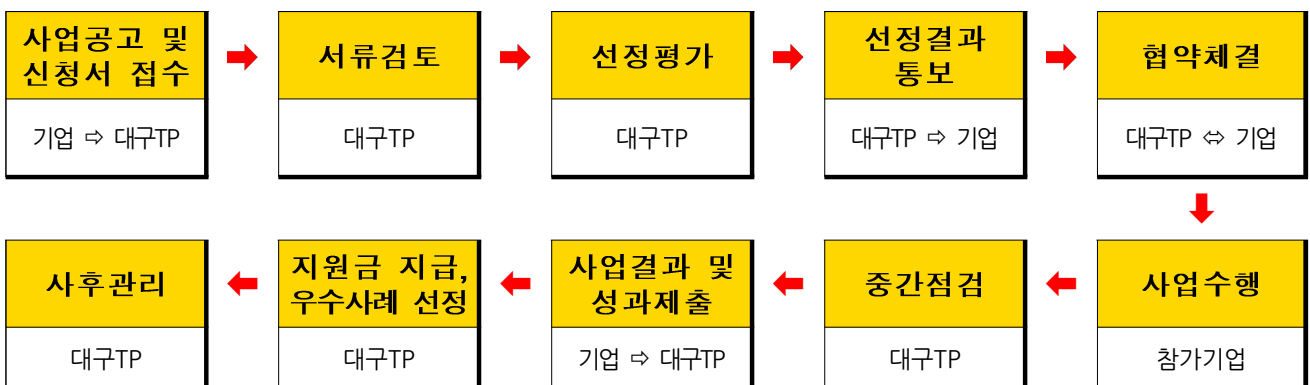 사업공고 및
신청서 접수
기업 ⇨ 대구TP
서류검토
대구TP
선정평가
대구TP
선정결과
통보
대구TP ⇨ 기업
협약체결
대구TP ⇔ 기업
사업수행
참가기업
중간점검
대구TP
사업결과 및
성과제출
기업 ⇨ 대구TP
지원금 지급,
우수사례 선정
대구TP
사후관리
대구TP